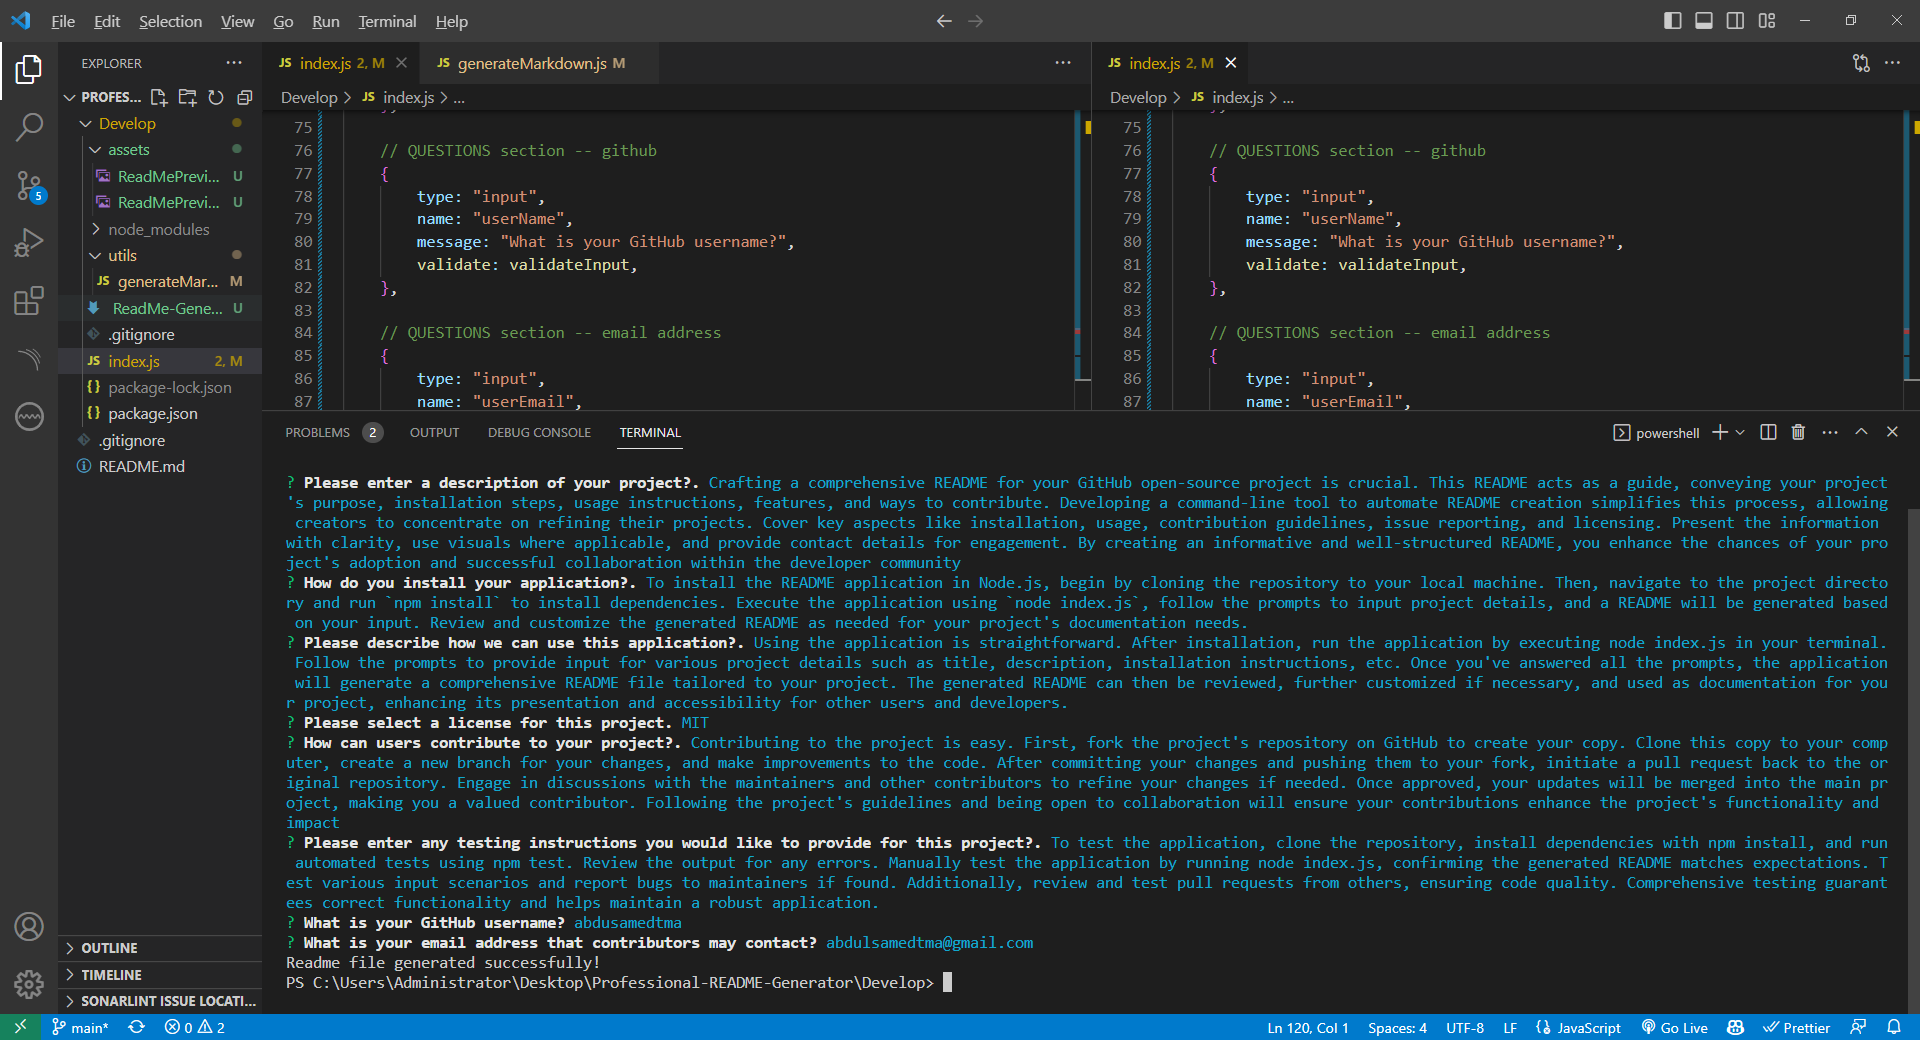 File Edit Selection View Go Run Terminal Help
EXPLORER
PROFES...
Develop
assets
ReadMePrevi... U
ReadMePrevi... U
node_modules
utils
JS generateMar... M
ReadMe-Gene... U
.gitignore
JS index.js 2, M
{} package-lock.json
{} package.json
.gitignore
README.md
OUTLINE
TIMELINE
SONARLINT ISSUE LOCATI...
5
JS index.js 2, M
JS generateMarkdown.js M
Develop > JS index.js > ...
75
76 // QUESTIONS section -- github
77 {
78 type: "input",
79 name: "userName",
80 message: "What is your GitHub username?",
81 validate: validateInput,
82 },
83
84 // QUESTIONS section -- email address
85 {
86 type: "input",
87 name: "userEmail",
JS index.js 2, M
Develop > JS index.js > ...
75
76 // QUESTIONS section -- github
77 {
78 type: "input",
79 name: "userName",
80 message: "What is your GitHub username?",
81 validate: validateInput,
82 },
83
84 // QUESTIONS section -- email address
85 {
86 type: "input",
87 name: "userEmail",
PROBLEMS 2 OUTPUT DEBUG CONSOLE TERMINAL
powershell
? Please enter a description of your project?. Crafting a comprehensive README for your GitHub open-source project is crucial. This README acts as a guide, conveying your project
's purpose, installation steps, usage instructions, features, and ways to contribute. Developing a command-line tool to automate README creation simplifies this process, allowing
creators to concentrate on refining their projects. Cover key aspects like installation, usage, contribution guidelines, issue reporting, and licensing. Present the information
with clarity, use visuals where applicable, and provide contact details for engagement. By creating an informative and well-structured README, you enhance the chances of your pro
ject's adoption and successful collaboration within the developer community
? How do you install your application?. To install the README application in Node.js, begin by cloning the repository to your local machine. Then, navigate to the project directo
ry and run `npm install` to install dependencies. Execute the application using `node index.js`, follow the prompts to input project details, and a README will be generated based
on your input. Review and customize the generated README as needed for your project's documentation needs.
? Please describe how we can use this application?. Using the application is straightforward. After installation, run the application by executing node index.js in your terminal.
Follow the prompts to provide input for various project details such as title, description, installation instructions, etc. Once you've answered all the prompts, the application
will generate a comprehensive README file tailored to your project. The generated README can then be reviewed, further customized if necessary, and used as documentation for you
r project, enhancing its presentation and accessibility for other users and developers.
? Please select a license for this project. MIT
? How can users contribute to your project?. Contributing to the project is easy. First, fork the project's repository on GitHub to create your copy. Clone this copy to your comp
uter, create a new branch for your changes, and make improvements to the code. After committing your changes and pushing them to your fork, initiate a pull request back to the or
iginal repository. Engage in discussions with the maintainers and other contributors to refine your changes if needed. Once approved, your updates will be merged into the main pr
oject, making you a valued contributor. Following the project's guidelines and being open to collaboration will ensure your contributions enhance the project's functionality and
impact
? Please enter any testing instructions you would like to provide for this project?. To test the application, clone the repository, install dependencies with npm install, and run
automated tests using npm test. Review the output for any errors. Manually test the application by running node index.js, confirming the generated README matches expectations. T
est various input scenarios and report bugs to maintainers if found. Additionally, review and test pull requests from others, ensuring code quality. Comprehensive testing guarant
ees correct functionality and helps maintain a robust application.
? What is your GitHub username? abdusamedtma
? What is your email address that contributors may contact? abdulsamedtma@gmail.com
Readme file generated successfully!
PS C:\Users\Administrator\Desktop\Professional-README-Generator\Develop>
main* 0 2 Ln 120, Col 1 Spaces: 4 UTF-8 LF JavaScript Go Live Prettier